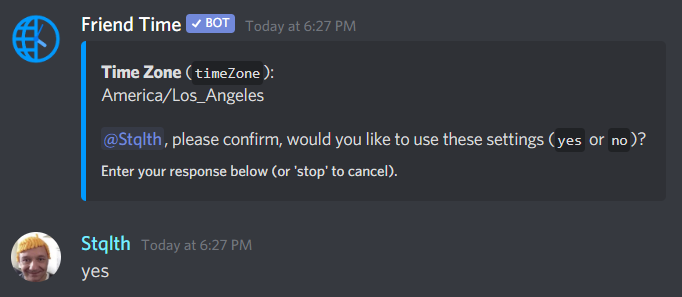 Friend Time ✓ BOT Today at 6:27 PM
Time Zone (timeZone):
America/Los_Angeles
@Stqlth, please confirm, would you like to use these settings (yes or no)?
Enter your response below (or 'stop' to cancel).
Stqlth Today at 6:27 PM
yes